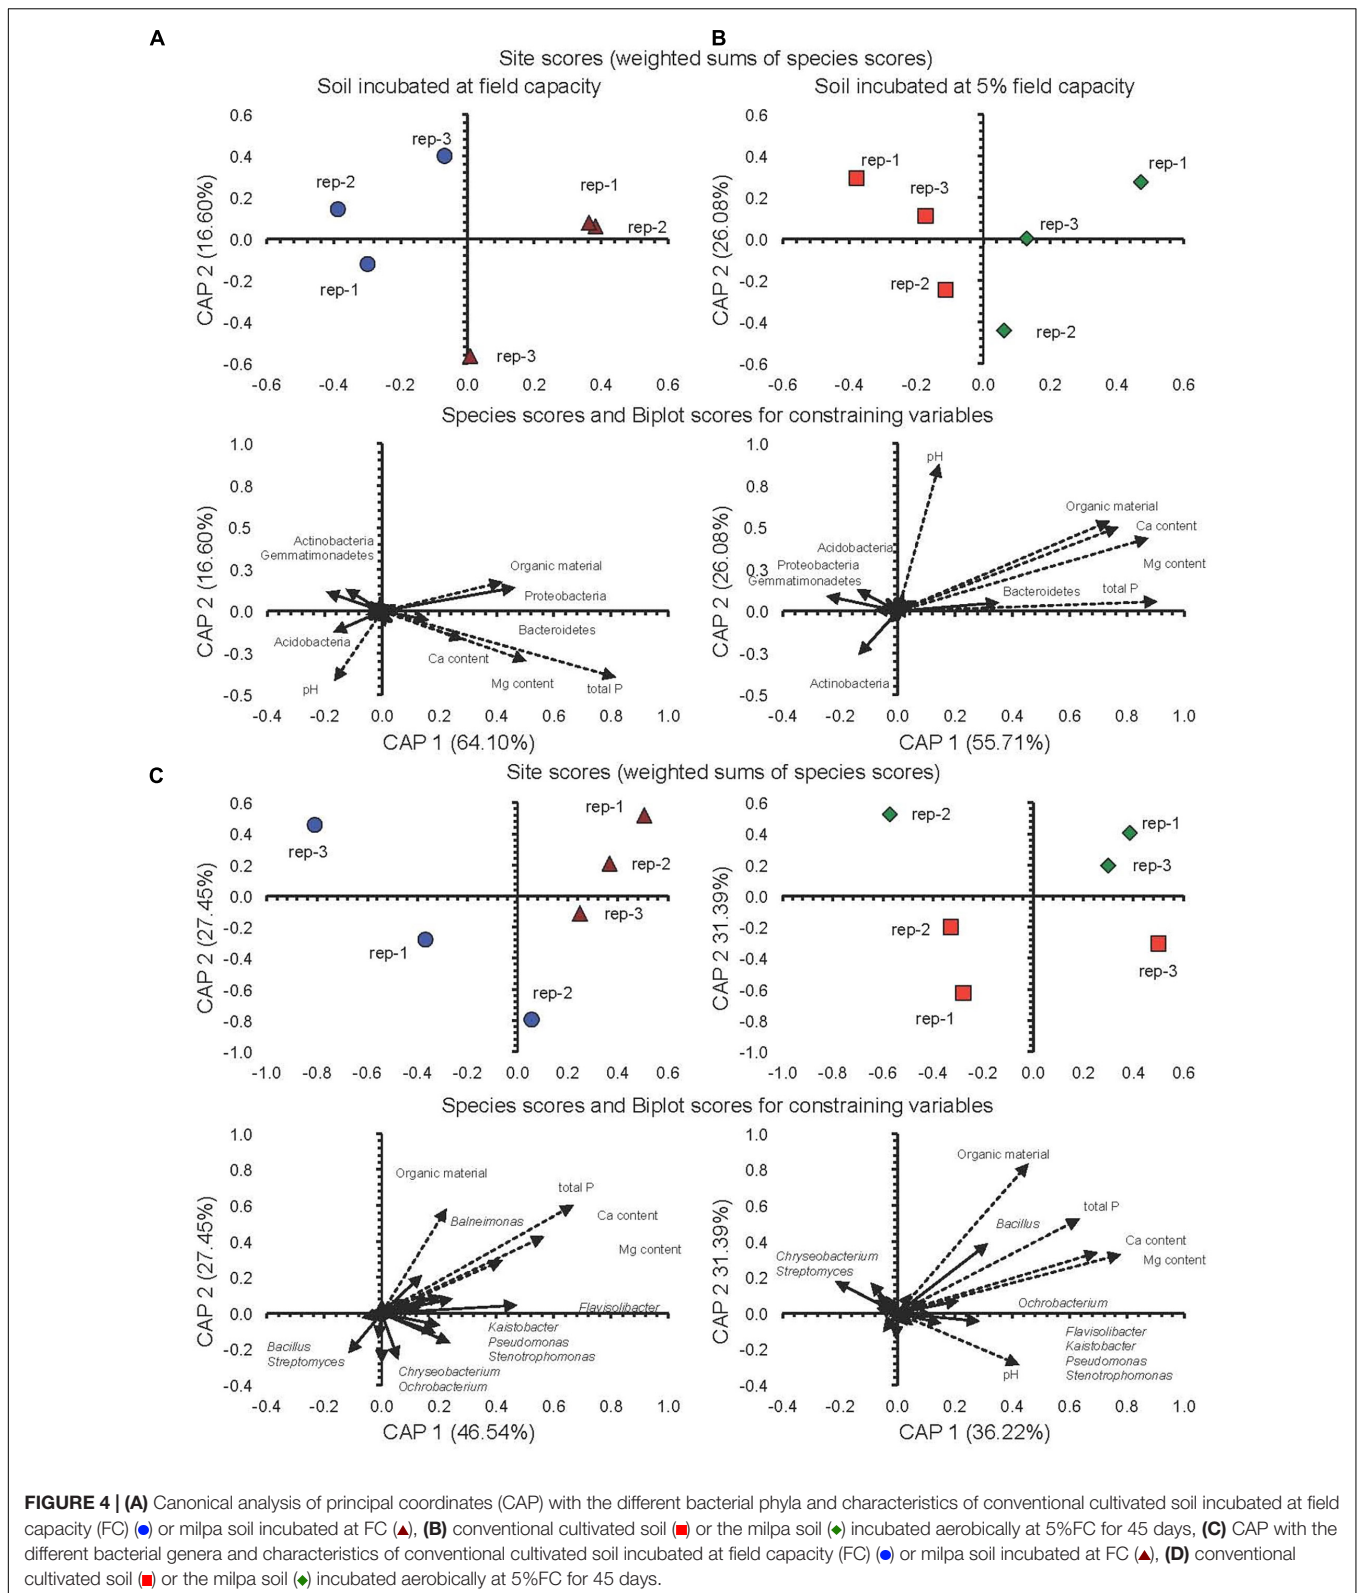 A
B
Site scores (weighted sums of species scores)
Soil incubated at field capacity
Soil incubated at 5% field capacity
CAP 2 (16.60%)
0.6
0.4
0.2
0.0
-0.2
-0.4
-0.6
rep-3
rep-2
rep-1
rep-1
rep-2
rep-3
-0.6 -0.4 -0.2 0.0 0.2 0.4 0.6
CAP 2 (26.08%)
0.6
0.4
0.2
0.0
-0.2
-0.4
-0.6
rep-1
rep-3
rep-2
rep-1
rep-3
rep-2
-0.6 -0.4 -0.2 0.0 0.2 0.4 0.6
Species scores and Biplot scores for constraining variables
CAP 2 (16.60%)
1.0
0.8
0.5
0.3
0.0
-0.3
-0.5
Actinobacteria
Gemmatimonadetes
Organic material
Proteobacteria
Bacteroidetes
Acidobacteria
Ca content
Mg content
total P
pH
-0.4 -0.2 0.0 0.2 0.4 0.6 0.8 1.0
CAP 1 (64.10%)
CAP 2 (26.08%)
1.0
0.8
0.5
0.3
0.0
-0.3
-0.5
pH
Organic material
Ca content
Acidobacteria
Proteobacteria
Gemmatimonadetes
Mg content
Bacteroidetes
total P
Actinobacteria
-0.4 -0.2 0.0 0.2 0.4 0.6 0.8 1.0
CAP 1 (55.71%)
C
Site scores (weighted sums of species scores)
CAP 2 (27.45%)
0.6
0.4
0.2
0.0
-0.2
-0.4
-0.6
-0.8
-1.0
rep-1
rep-3
rep-2
rep-3
rep-1
rep-2
-1.0 -0.8 -0.6 -0.4 -0.2 0.0 0.2 0.4 0.6
CAP 2 31.39%)
0.6
0.4
0.2
0.0
-0.2
-0.4
-0.6
-0.8
-1.0
rep-2
rep-1
rep-3
rep-2
rep-3
rep-1
-1.0 -0.8 -0.6 -0.4 -0.2 0.0 0.2 0.4 0.6
Species scores and Biplot scores for constraining variables
CAP 2 (27.45%)
1.0
0.8
0.6
0.4
0.2
0.0
-0.2
-0.4
Organic material
total P
Balneimonas
Ca content
Mg content
Flavisolibacter
Kaistobacter
Pseudomonas
Stenotrophomonas
Bacillus
Streptomyces
Chryseobacterium
Ochrobacterium
-0.4 -0.2 0.0 0.2 0.4 0.6 0.8 1.0
CAP 1 (46.54%)
CAP 2 31.39%)
1.0
0.8
0.6
0.4
0.2
0.0
-0.2
-0.4
Organic material
total P
Bacillus
Ca content
Mg content
Chryseobacterium
Streptomyces
Ochrobacterium
Flavisolibacter
Kaistobacter
Pseudomonas
Stenotrophomonas
pH
-0.4 -0.2 0.0 0.2 0.4 0.6 0.8 1.0
CAP 1 (36.22%)
FIGURE 4 | (A) Canonical analysis of principal coordinates (CAP) with the different bacterial phyla and characteristics of conventional cultivated soil incubated at field
capacity (FC) (●) or milpa soil incubated at FC (▲), (B) conventional cultivated soil (■) or the milpa soil (◆) incubated aerobically at 5%FC for 45 days, (C) CAP with the
different bacterial genera and characteristics of conventional cultivated soil incubated at field capacity (FC) (●) or milpa soil incubated at FC (▲), (D) conventional
cultivated soil (■) or the milpa soil (◆) incubated aerobically at 5%FC for 45 days.